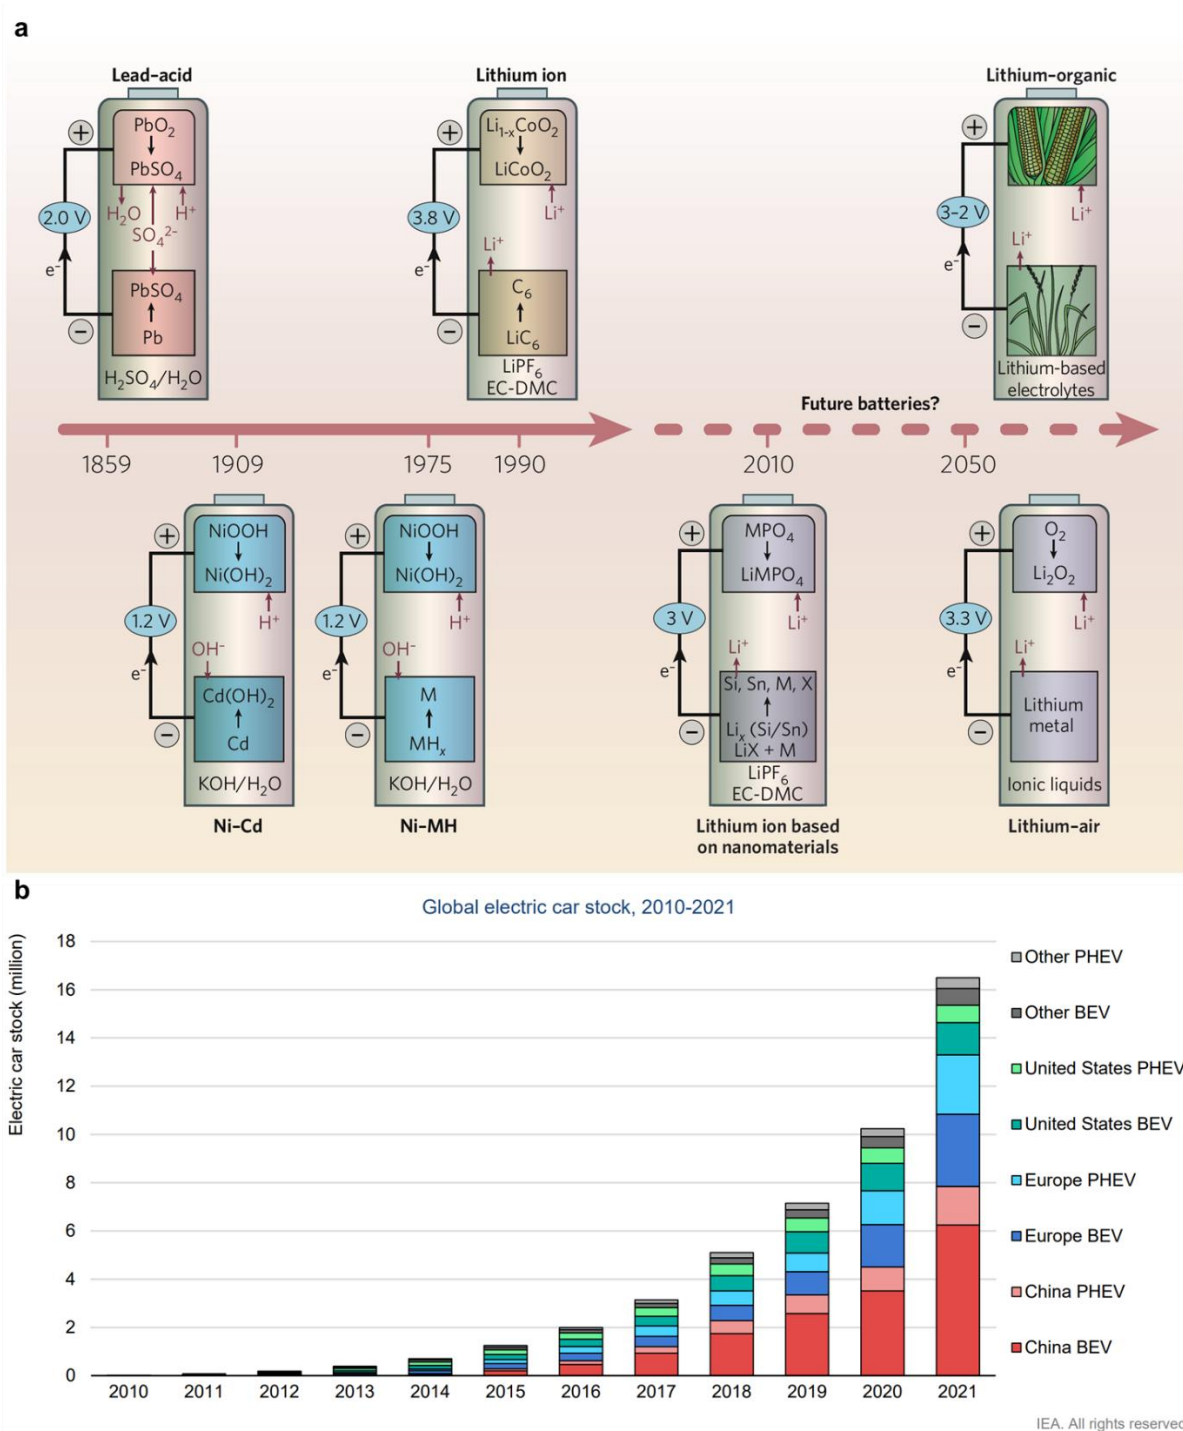 a
Lead–acid
PbO₂
PbSO₄
H₂O
H⁺
SO₄²⁻
2.0 V
e⁻
PbSO₄
Pb
H₂SO₄/H₂O
+
−
Lithium ion
Li₁₋ₓCoO₂
LiCoO₂
Li⁺
3.8 V
Li⁺
e⁻
C₆
LiC₆
LiPF₆
EC-DMC
+
−
Lithium–organic
Li⁺
3–2 V
Li⁺
e⁻
Lithium-based
electrolytes
+
−
Future batteries?
1859 1909 1975 1990 2010 2050
NiOOH
Ni(OH)₂
H⁺
1.2 V
OH⁻
e⁻
Cd(OH)₂
Cd
KOH/H₂O
+
−
Ni–Cd
NiOOH
Ni(OH)₂
H⁺
1.2 V
OH⁻
e⁻
M
MHₓ
KOH/H₂O
+
−
Ni–MH
MPO₄
LiMPO₄
Li⁺
3 V
Li⁺
e⁻
Si, Sn, M, X
Liₓ (Si/Sn)
LiX + M
LiPF₆
EC-DMC
+
−
Lithium ion based
on nanomaterials
O₂
Li₂O₂
Li⁺
3.3 V
Li⁺
e⁻
Lithium
metal
Ionic liquids
+
−
Lithium–air
b
Global electric car stock, 2010-2021
Electric car stock (million)
18
16
14
12
10
8
6
4
2
0
2010 2011 2012 2013 2014 2015 2016 2017 2018 2019 2020 2021
Other PHEV
Other BEV
United States PHEV
United States BEV
Europe PHEV
Europe BEV
China PHEV
China BEV
IEA. All rights reserved